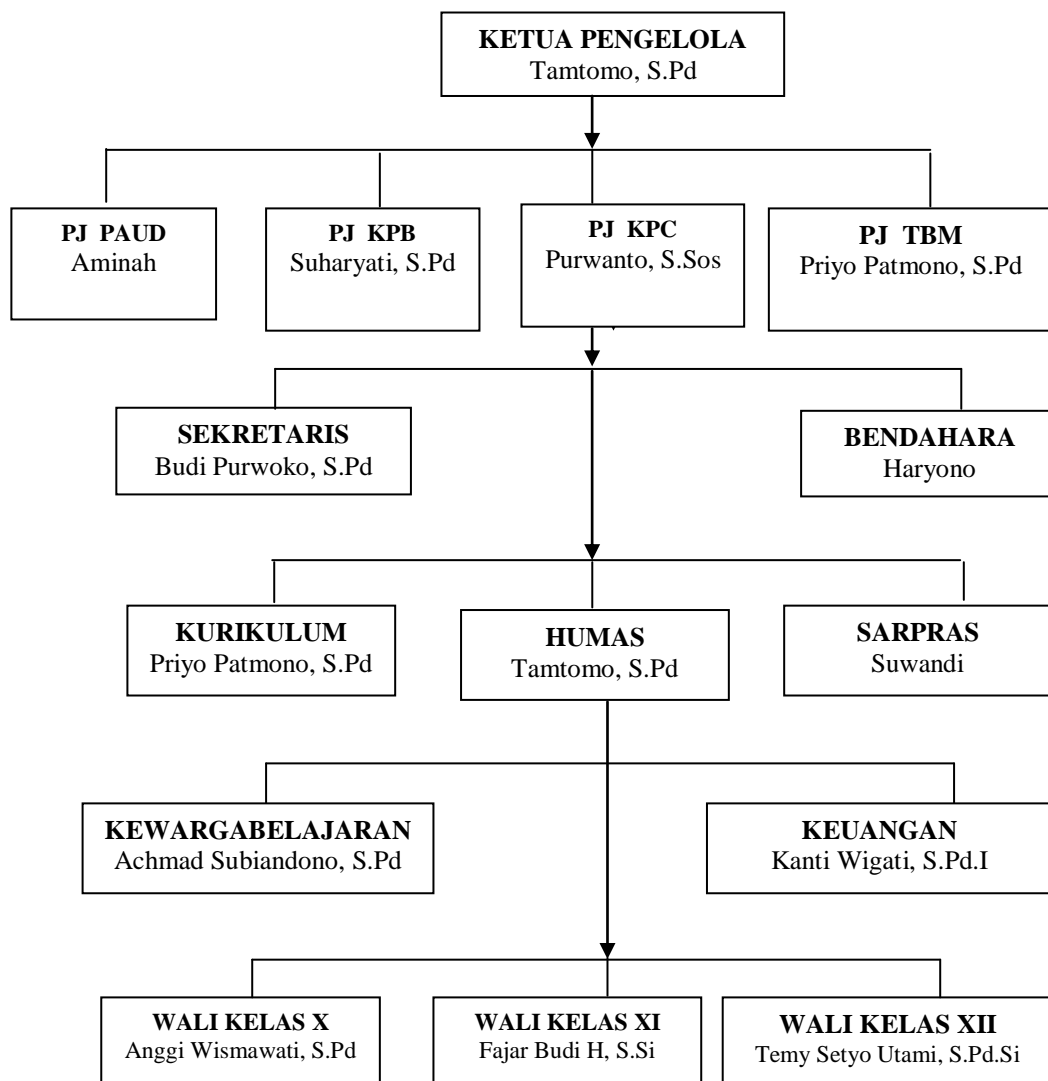 KETUA PENGELOLA
Tamtomo, S.Pd
PJ PAUD
Aminah
PJ KPB
Suharyati, S.Pd
PJ KPC
Purwanto, S.Sos
PJ TBM
Priyo Patmono, S.Pd
SEKRETARIS
Budi Purwoko, S.Pd
BENDAHARA
Haryono
KURIKULUM
Priyo Patmono, S.Pd
HUMAS
Tamtomo, S.Pd
SARPRAS
Suwandi
KEWARGABELAJARAN
Achmad Subiandono, S.Pd
KEUANGAN
Kanti Wigati, S.Pd.I
WALI KELAS X
Anggi Wismawati, S.Pd
WALI KELAS XI
Fajar Budi H, S.Si
WALI KELAS XII
Temy Setyo Utami, S.Pd.Si